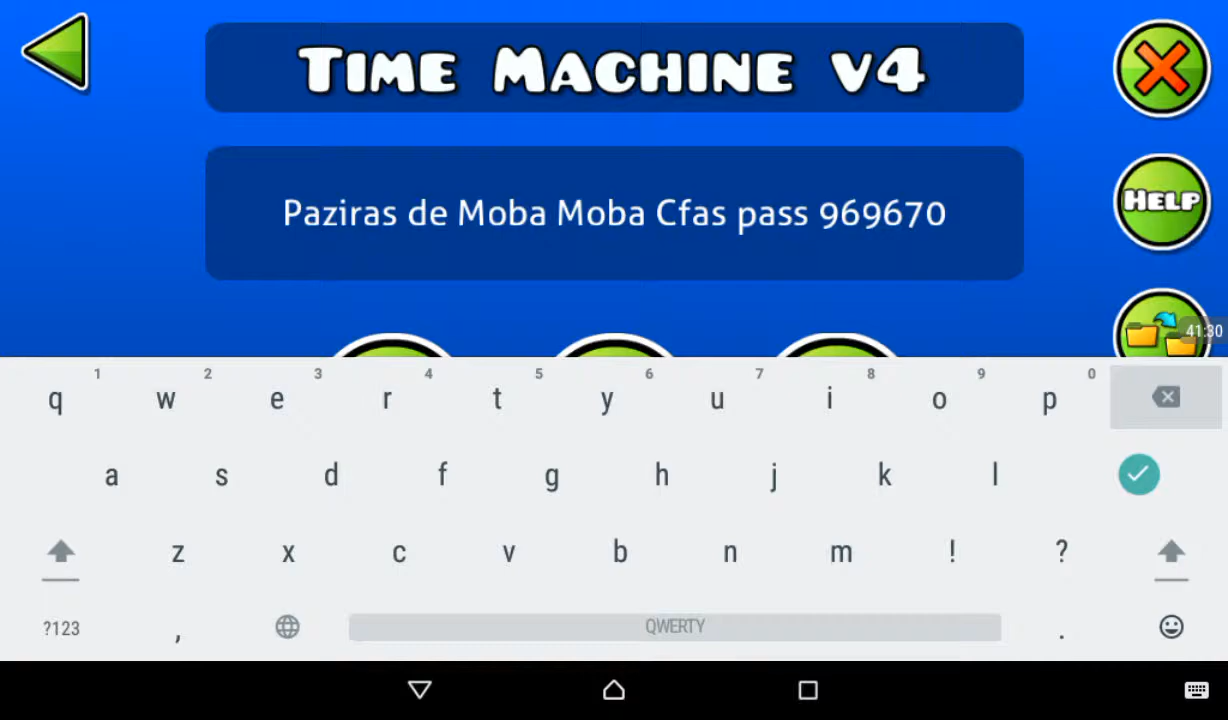 Time Machine v4
Paziras de Moba Moba Cfas pass 969670
Help
41:30
1 2 3 4 5 6 7 8 9 0
q w e r t y u i o p
a s d f g h j k l
z x c v b n m ! ?
?123 , QWERTY .